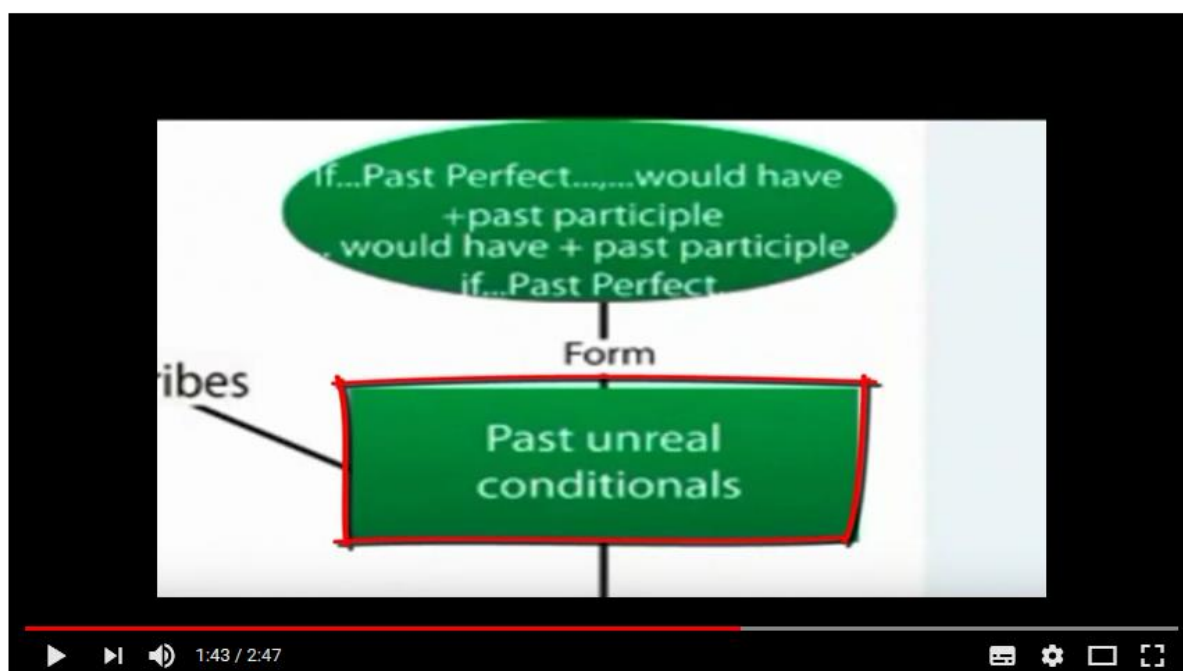 If...Past Perfect...,...would have
+past participle
. would have + past participle,
if...Past Perfect.
Form
ribes
Past unreal
conditionals
1:43 / 2:47